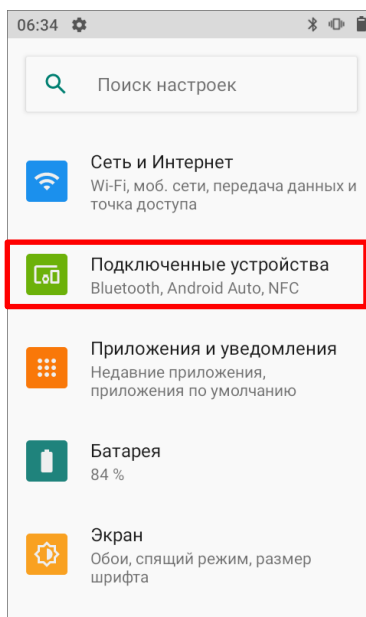 06:34
Поиск настроек
Сеть и Интернет
Wi-Fi, моб. сети, передача данных и
точка доступа
Подключенные устройства
Bluetooth, Android Auto, NFC
Приложения и уведомления
Недавние приложения,
приложения по умолчанию
Батарея
84 %
Экран
Обои, спящий режим, размер
шрифта